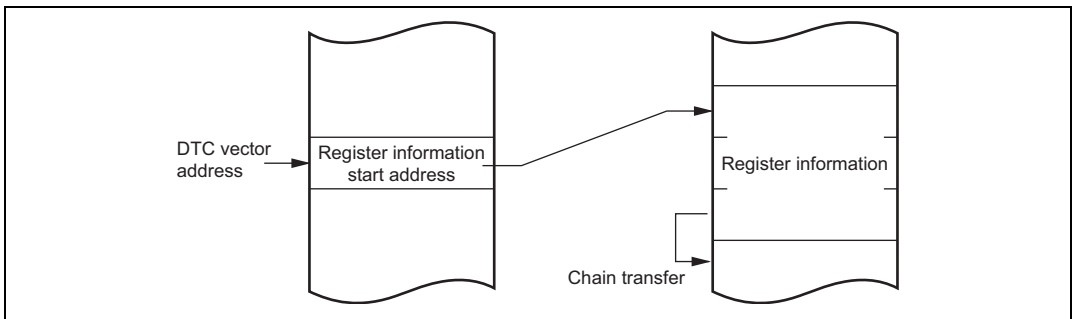 DTC vector
address
Register information
start address
Register information
Chain transfer